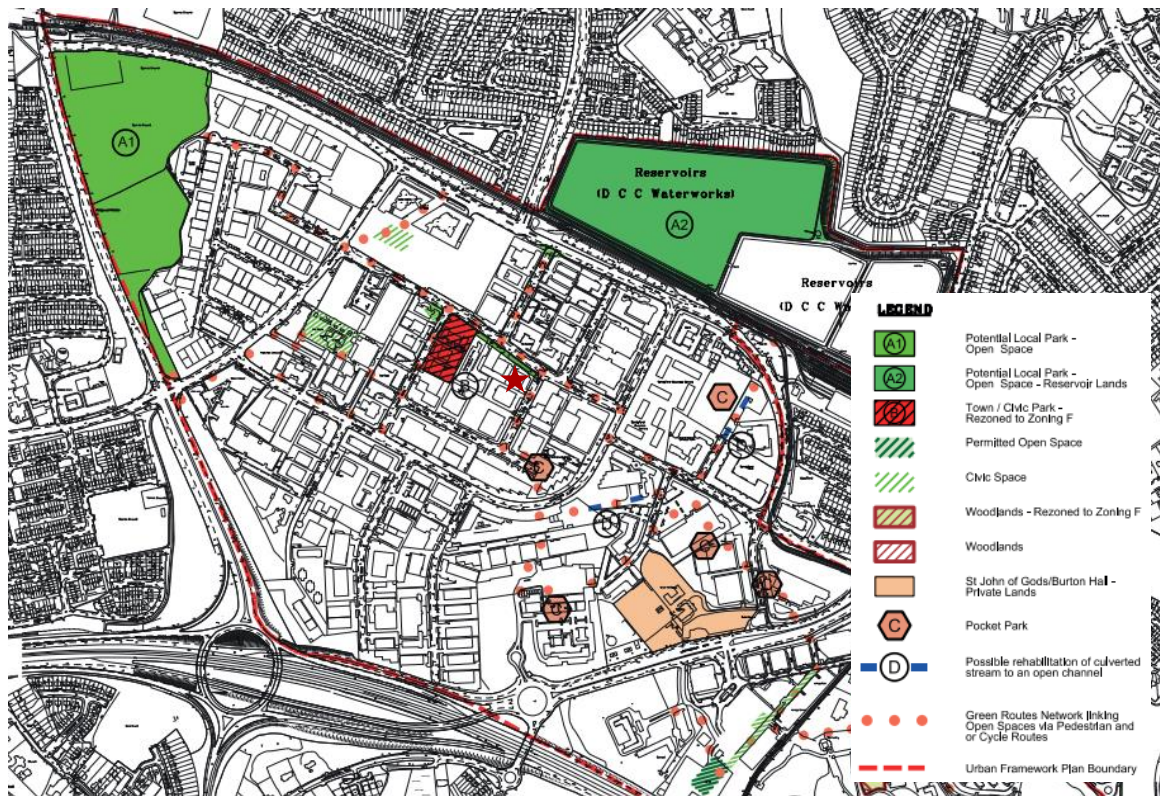 A1
Reservoirs
(D C C Waterworks)
A2
Reservoirs
(D C C Wa
B
C
C
D
D
C
C
C
LEGEND
A1
Potential Local Park -
Open Space
A2
Potential Local Park -
Open Space - Reservoir Lands
B
Town / Civic Park -
Rezoned to Zoning F
Permitted Open Space
Civic Space
Woodlands - Rezoned to Zoning F
Woodlands
St John of Gods/Burton Hall -
Private Lands
C
Pocket Park
D
Possible rehabilitation of culverted
stream to an open channel
Green Routes Network linking
Open Spaces via Pedestrian and
or Cycle Routes
Urban Framework Plan Boundary